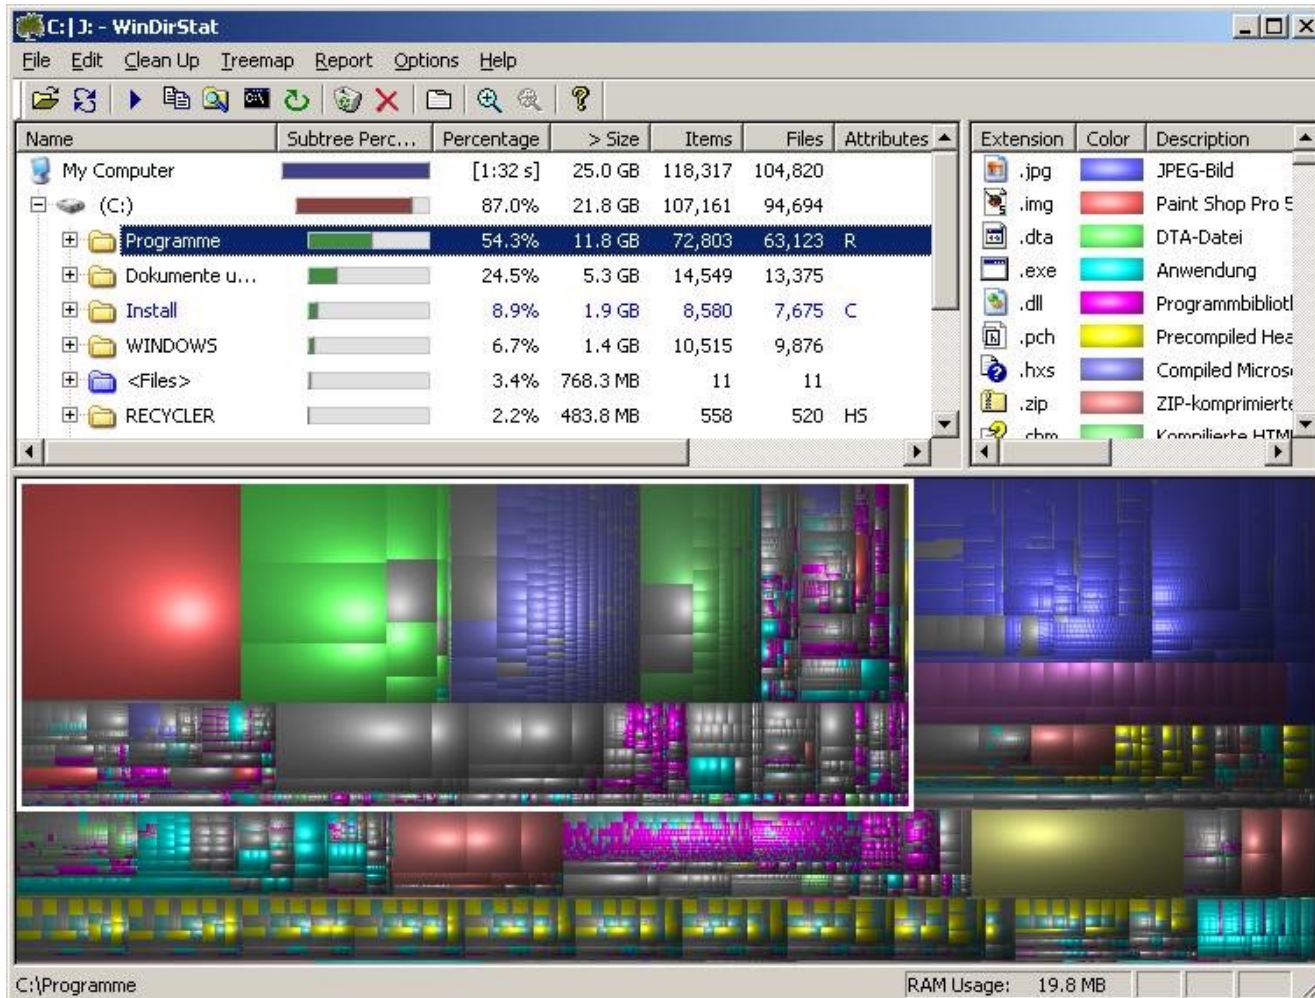 C:|J: - WinDirStat
File Edit Clean Up Treemap Report Options Help
Name Subtree Perc... Percentage > Size Items Files Attributes
My Computer [1:32 s] 25.0 GB 118,317 104,820
(C:) 87.0% 21.8 GB 107,161 94,694
Programme 54.3% 11.8 GB 72,803 63,123 R
Dokumente u... 24.5% 5.3 GB 14,549 13,375
Install 8.9% 1.9 GB 8,580 7,675 C
WINDOWS 6.7% 1.4 GB 10,515 9,876
<Files> 3.4% 768.3 MB 11 11
RECYCLER 2.2% 483.8 MB 558 520 HS
Extension Color Description
.jpg JPEG-Bild
.img Paint Shop Pro 5
.dta DTA-Datei
.exe Anwendung
.dll Programmbibliotl
.pch Precompiled Hea
.hxs Compiled Microso
.zip ZIP-komprimierte
.chm Kompilierte HTM
C:\Programme RAM Usage: 19.8 MB